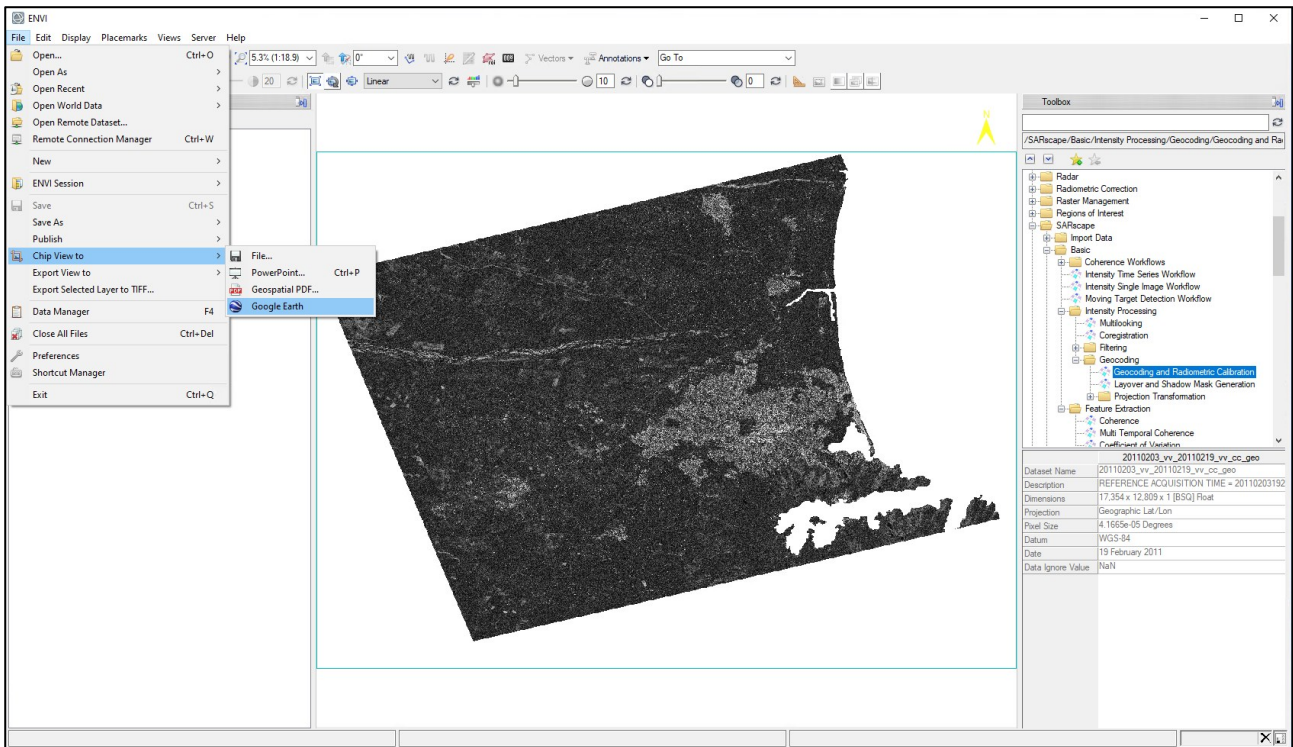 ENVI
File Edit Display Placemarks Views Server Help
Open... Ctrl+O
Open As
Open Recent
Open World Data
Open Remote Dataset...
Remote Connection Manager Ctrl+W
New
ENVI Session
Save Ctrl+S
Save As
Publish
Chip View to
Export View to
Export Selected Layer to TIFF...
Data Manager F4
Close All Files Ctrl+Del
Preferences
Shortcut Manager
Exit Ctrl+Q
File...
PowerPoint... Ctrl+P
Geospatial PDF...
Google Earth
5.3% (1:18.9) 0° Vectors Annotations Go To
20 Linear 10 0
N
Toolbox
/SARscape/Basic/Intensity Processing/Geocoding/Geocoding and Ra
Radar
Radiometric Correction
Raster Management
Regions of Interest
SARscape
Import Data
Basic
Coherence Workflows
Intensity Time Series Workflow
Intensity Single Image Workflow
Moving Target Detection Workflow
Intensity Processing
Multilooking
Coregistration
Filtering
Geocoding
Geocoding and Radiometric Calibration
Layover and Shadow Mask Generation
Projection Transformation
Feature Extraction
Coherence
Multi Temporal Coherence
Coefficient of Variation
20110203_vv_20110219_vv_cc_geo
Dataset Name 20110203_vv_20110219_vv_cc_geo
Description REFERENCE ACQUISITION TIME = 20110203192
Dimensions 17,354 x 12,809 x 1 [BSQ] Float
Projection Geographic Lat/Lon
Pixel Size 4.1665e-05 Degrees
Datum WGS-84
Date 19 February 2011
Data Ignore Value NaN